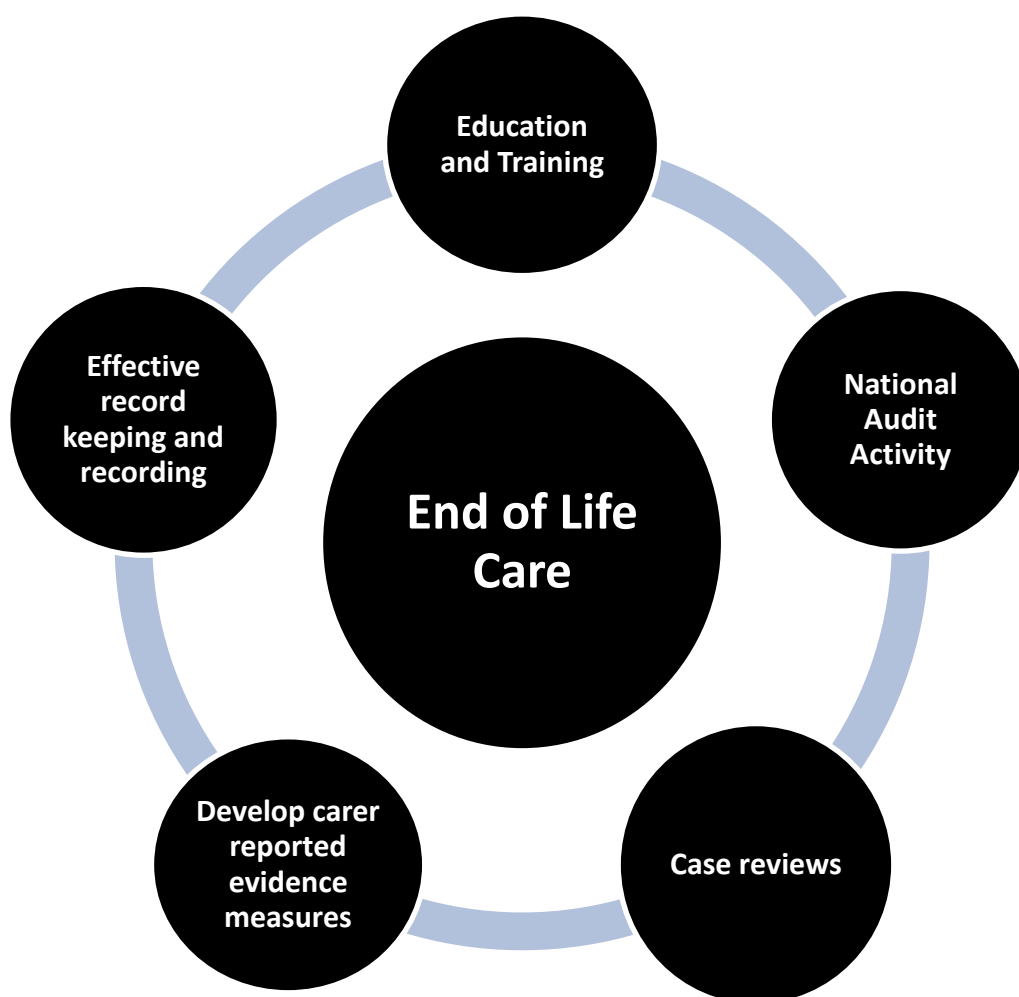 Education
and Training
National
Audit
Activity
Case reviews
Develop carer
reported
evidence
measures
Effective
record
keeping and
recording
End of Life
Care